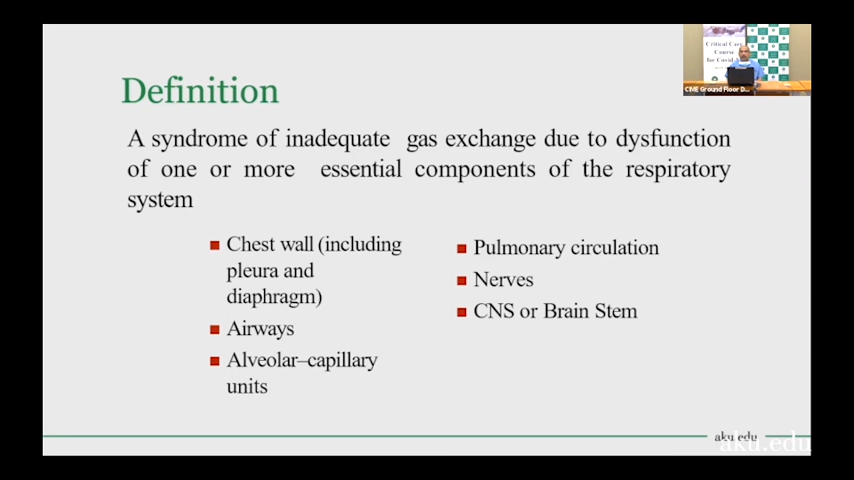 Critical Care
Course
for Covid
CME Ground Floor D...
Definition
A syndrome of inadequate gas exchange due to dysfunction
of one or more essential components of the respiratory
system
■ Chest wall (including
pleura and
diaphragm)
■ Airways
■ Alveolar–capillary
units
■ Pulmonary circulation
■ Nerves
■ CNS or Brain Stem
aku.edu
aku.edu